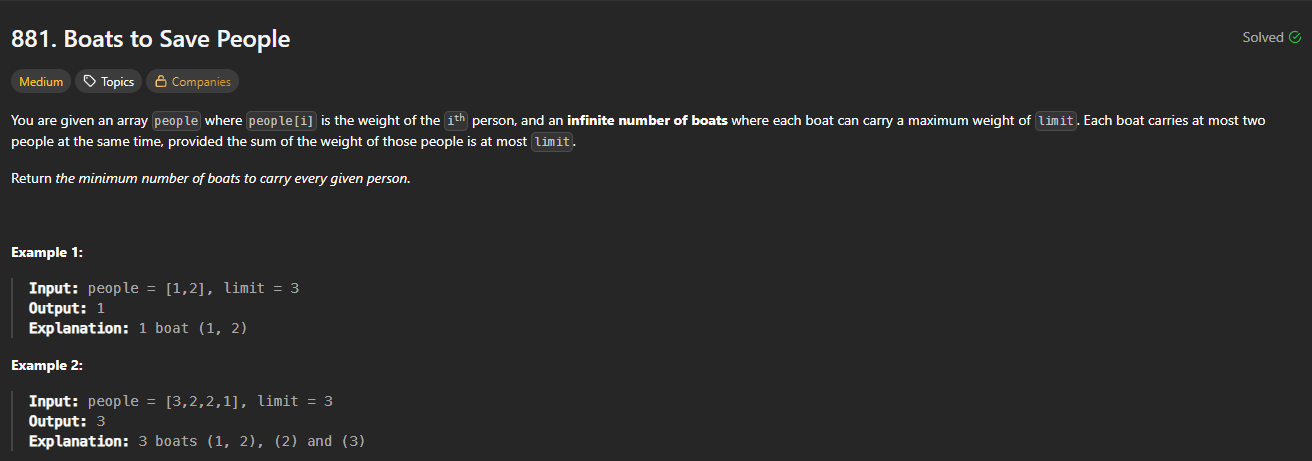 881. Boats to Save People
Solved
Medium Topics Companies
You are given an array people where people[i] is the weight of the ith person, and an infinite number of boats where each boat can carry a maximum weight of limit. Each boat carries at most two
people at the same time, provided the sum of the weight of those people is at most limit.
Return the minimum number of boats to carry every given person.
Example 1:
Input: people = [1,2], limit = 3
Output: 1
Explanation: 1 boat (1, 2)
Example 2:
Input: people = [3,2,2,1], limit = 3
Output: 3
Explanation: 3 boats (1, 2), (2) and (3)